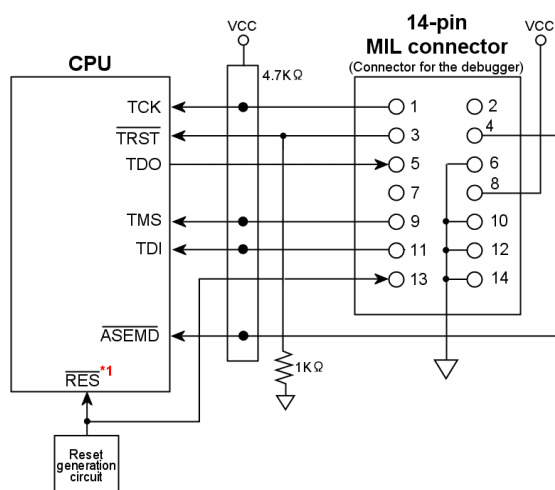 VCC
14-pin
MIL connector
(Connector for the debugger)
VCC
CPU
4.7KΩ
TCK
TRST
TDO
TMS
TDI
ASEMD
RES*1
1
2
3
4
5
6
7
8
9
10
11
12
13
14
1KΩ
Reset
generation
circuit